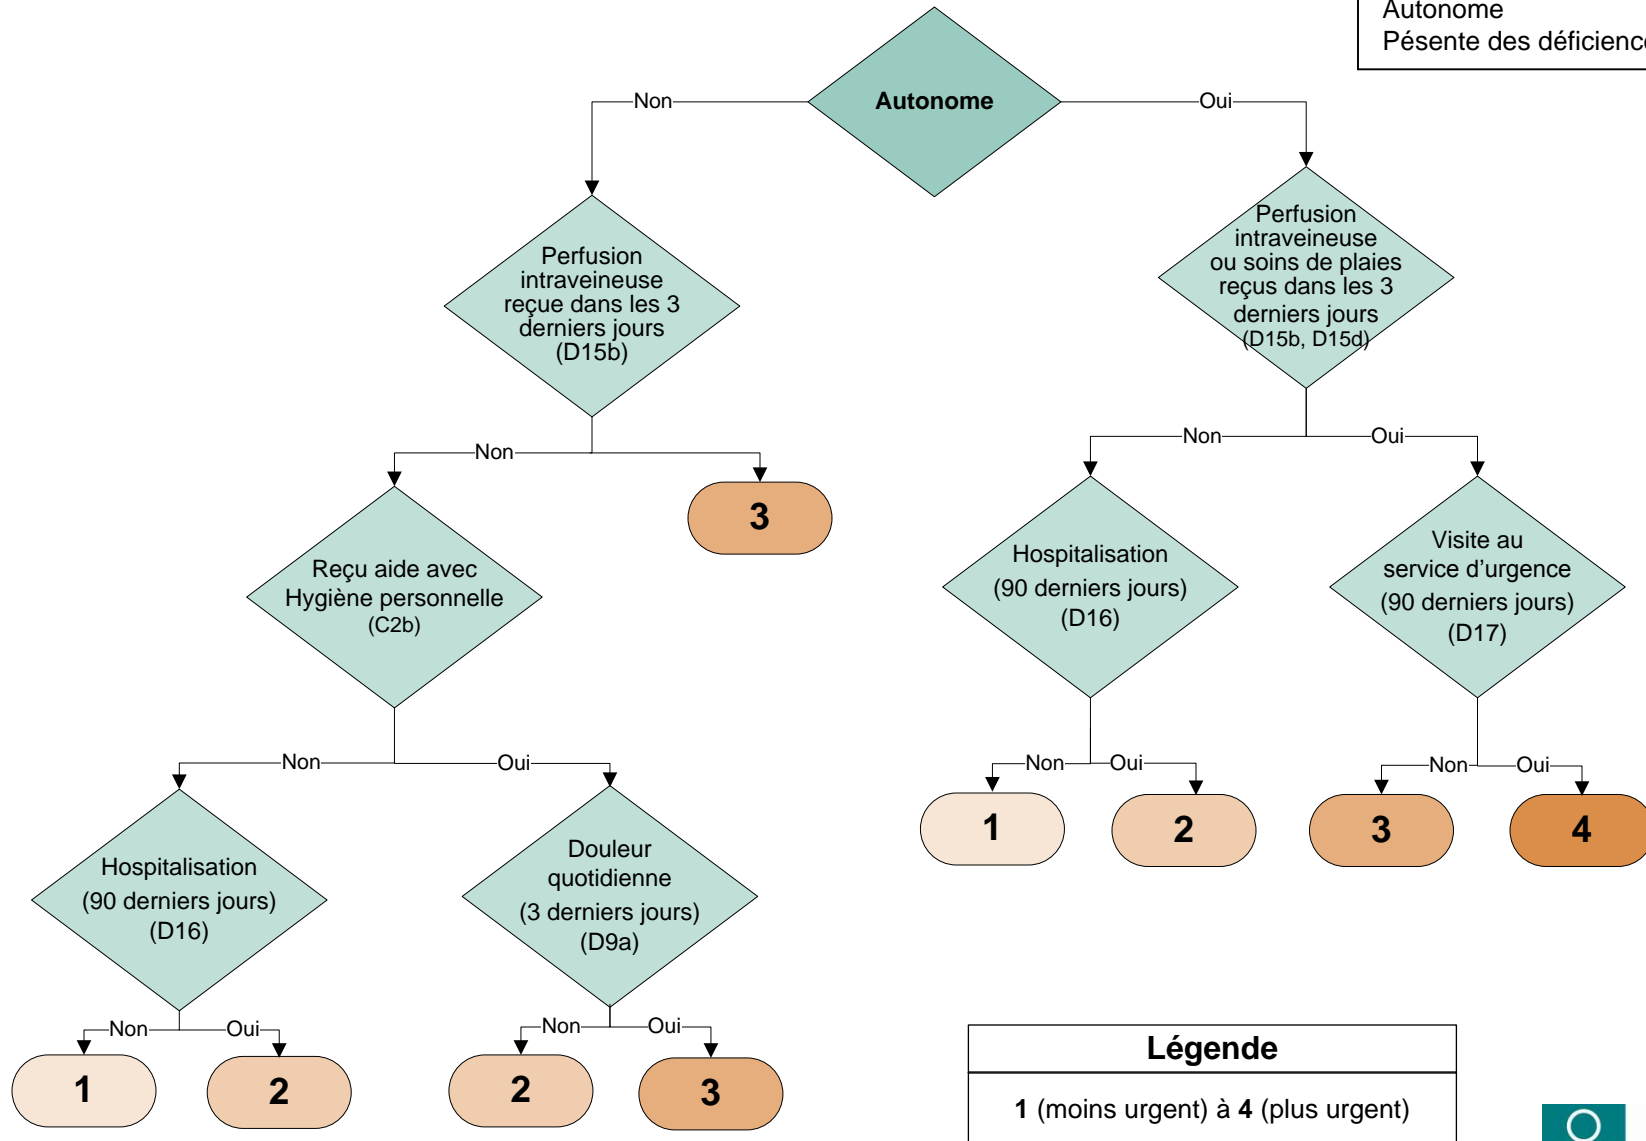 Autonome
Pésente des déficience
Autonome
Non
Oui
Perfusion
intraveineuse
reçue dans les 3
derniers jours
(D15b)
Perfusion
intraveineuse
ou soins de plaies
reçus dans les 3
derniers jours
(D15b, D15d)
Non
3
Non
Oui
Reçu aide avec
Hygiène personnelle
(C2b)
Hospitalisation
(90 derniers jours)
(D16)
Visite au
service d’urgence
(90 derniers jours)
(D17)
Non
Oui
Non
Oui
Non
Oui
1
2
3
4
Hospitalisation
(90 derniers jours)
(D16)
Douleur
quotidienne
(3 derniers jours)
(D9a)
Non
Oui
Non
Oui
1
2
2
3
Légende
1 (moins urgent) à 4 (plus urgent)